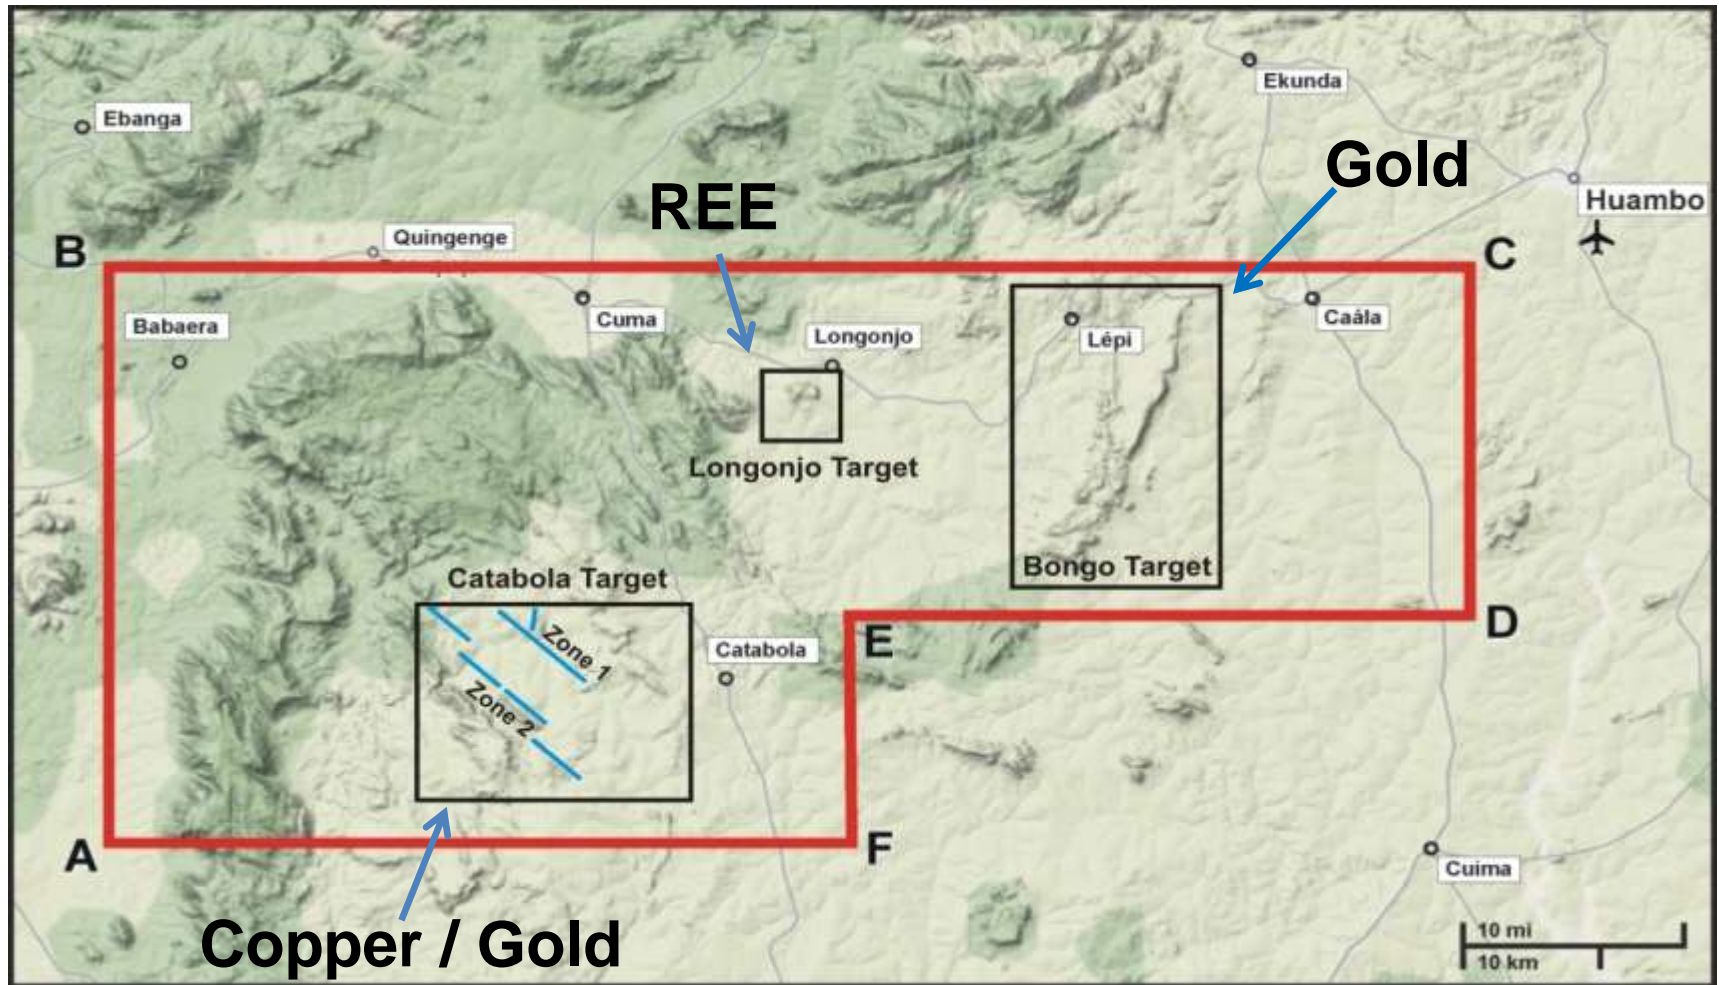 Ekunda
Ebanga
Gold
REE
Huambo
Quingenge
B
C
Babaera
Cuma
Longonjo
Caála
Lépi
Longonjo Target
Bongo Target
Catabola Target
Zone 1
Zone 2
Catabola
E
D
A
F
Cuima
Copper / Gold
10 mi
10 km